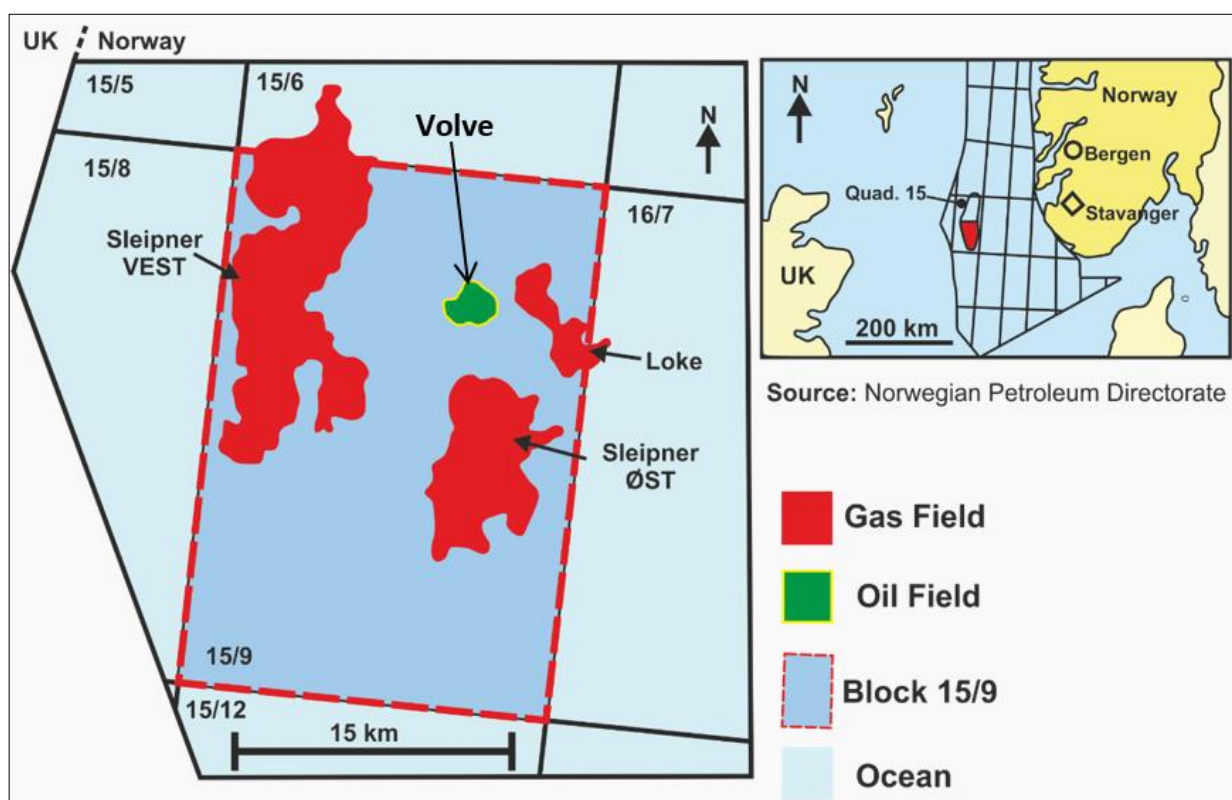 UK
Norway
15/5
15/6
Volve
N
15/8
16/7
Sleipner
VEST
Loke
Sleipner
ØST
15/9
15/12
15 km
N
Norway
Bergen
Quad. 15
Stavanger
UK
200 km
Source: Norwegian Petroleum Directorate
Gas Field
Oil Field
Block 15/9
Ocean